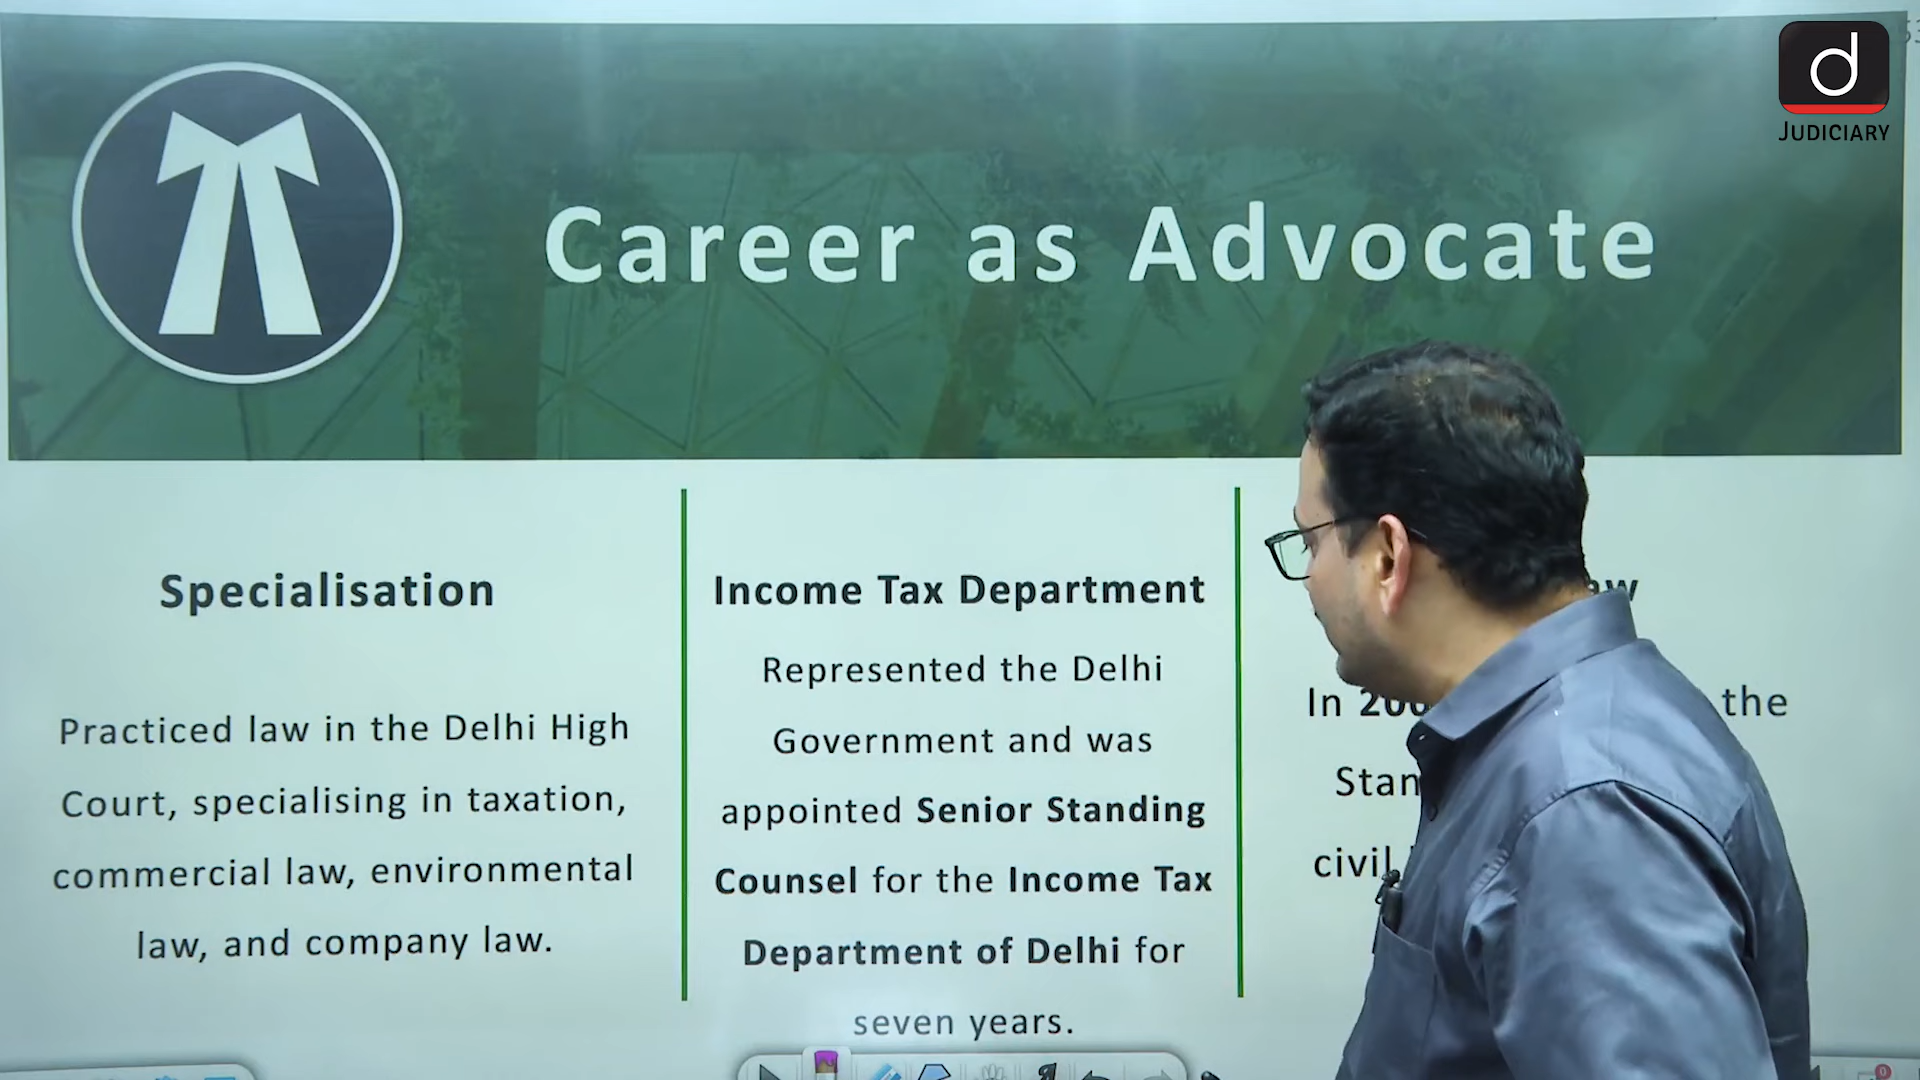 JUDICIARY
Career as Advocate
Specialisation
Practiced law in the Delhi High
Court, specialising in taxation,
commercial law, environmental
law, and company law.
Income Tax Department
Represented the Delhi
Government and was
appointed Senior Standing
Counsel for the Income Tax
Department of Delhi for
seven years.
In the
civil